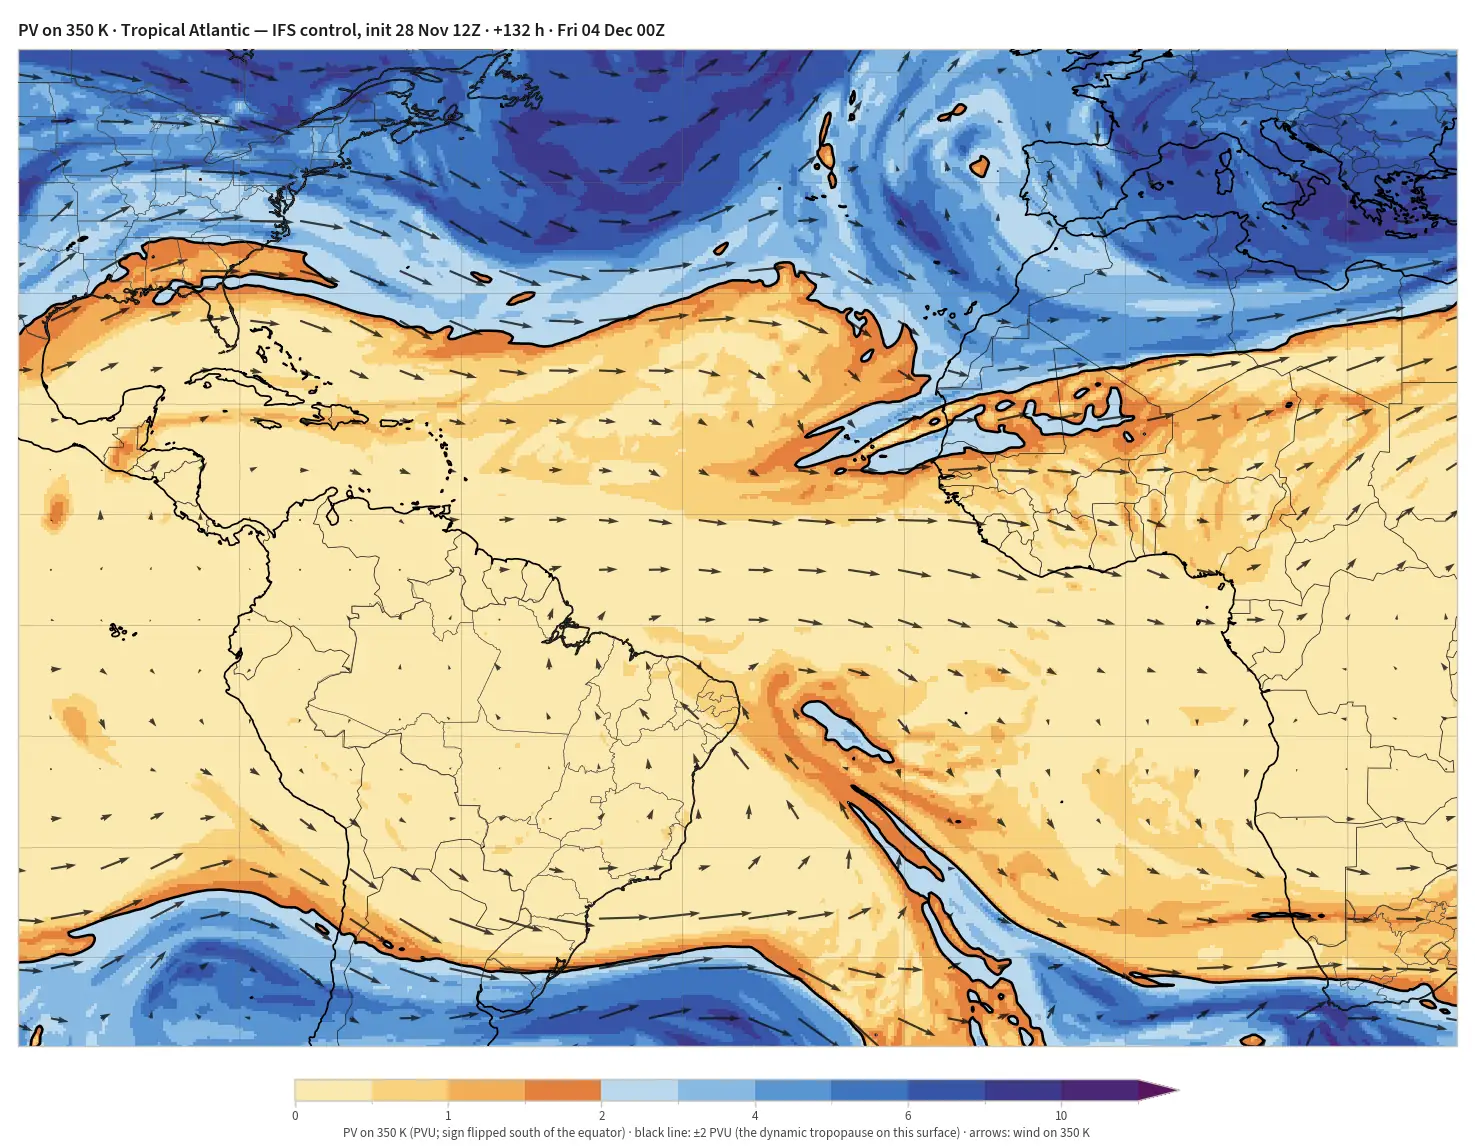 PV on 350 K · Tropical Atlantic — IFS control, init 28 Nov 12Z · +132 h · Fri 04 Dec 00Z
0 1 2 4 6 10
PV on 350 K (PVU; sign flipped south of the equator) · black line: ±2 PVU (the dynamic tropopause on this surface) · arrows: wind on 350 K